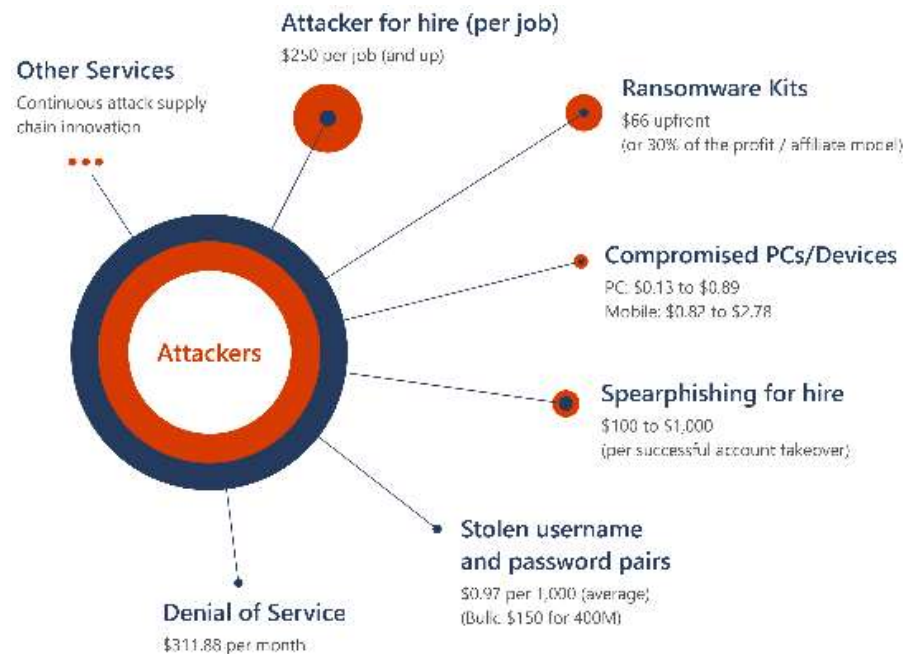 Attacker for hire (per job)
$250 per job (and up)
Other Services
Continuous attack supply
chain innovation
Ransomware Kits
$66 upfront
(or 30% of the profit / affiliate model)
Compromised PCs/Devices
PC: $0.13 to $0.89
Mobile: $0.82 to $2.78
Attackers
Spearphishing for hire
$100 to $1,000
(per successful account takeover)
Stolen username
and password pairs
$0.97 per 1,000 (average)
(Bulk: $150 for 400M)
Denial of Service
$311.88 per month